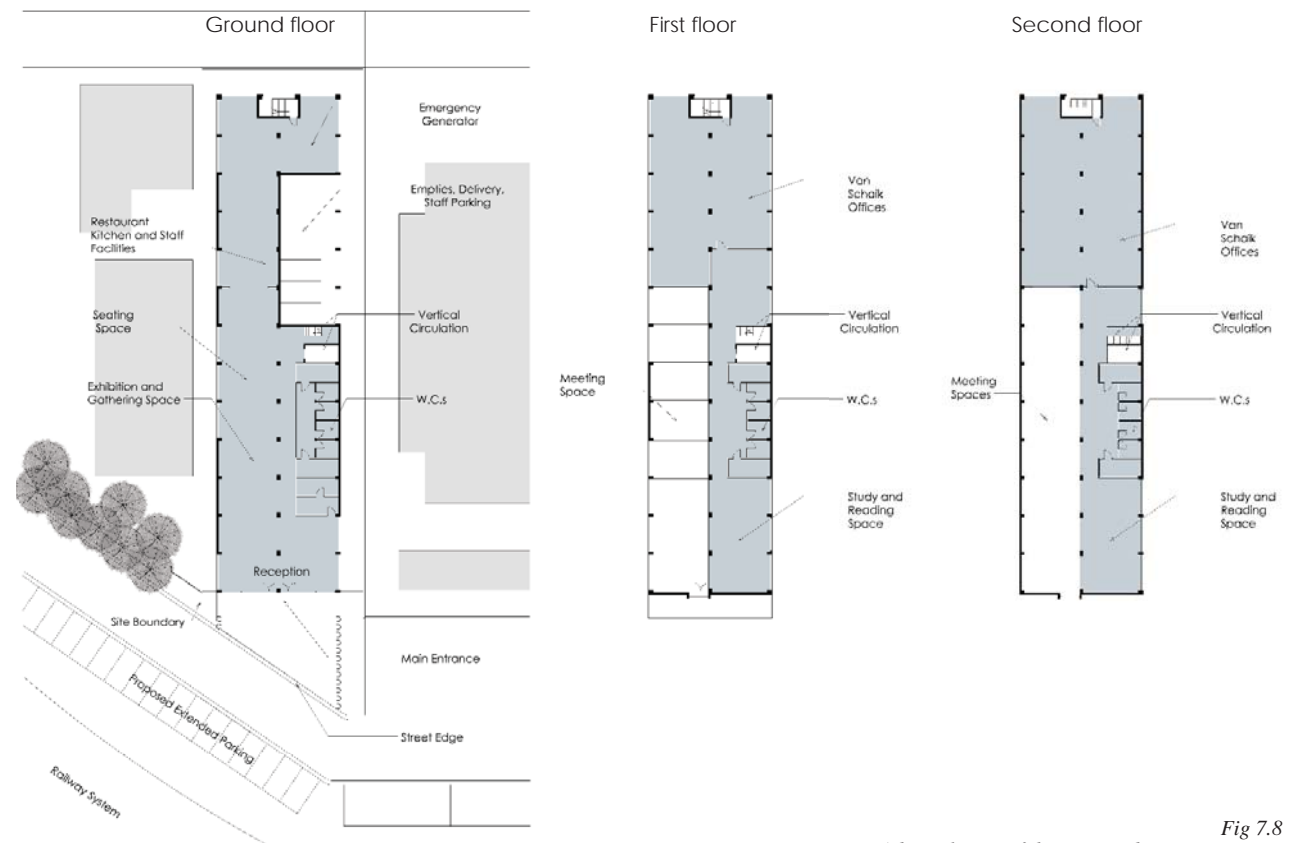 Ground floor
Emergency
Generator
Empties, Delivery,
Staff Parking
Restaurant
Kitchen and Staff
Facilities
Seating
Space
Vertical
Circulation
Exhibition and
Gathering Space
W.C.s
Reception
Site Boundary
Main Entrance
Proposed Extended Parking
Street Edge
Railway System
First floor
Van
Schaik
Offices
Vertical
Circulation
Meeting
Space
W.C.s
Study and
Reading
Space
Second floor
Van
Schaik
Offices
Vertical
Circulation
Meeting
Spaces
W.C.s
Study and
Reading
Space
Fig 7.8